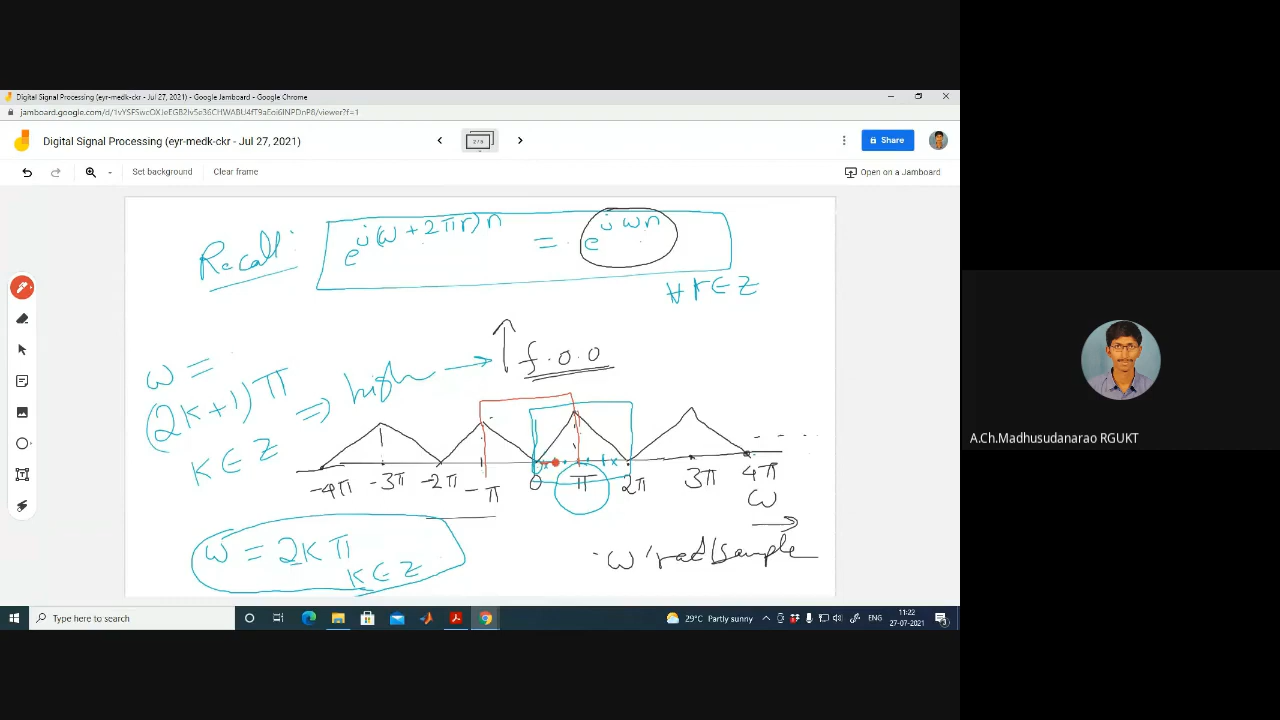 Digital Signal Processing (eyr-medk-ckr - Jul 27, 2021) - Google Jamboard - Google Chrome
Digital Signal Processing (eyr-medk-ckr - Jul 27, 2021)
Share
Set background
Clear frame
Open on a Jamboard
Recall: e^{j(ω + 2πr)n} = e^{jωn}
∀ r ∈ Z
↑ f.o.o
ω =
(2k+1)π ⇒ high →
k ∈ Z
-4π -3π -2π -π 0 π 2π 3π 4π
ω
→
ω = 2kπ
k ∈ Z
'ω' rad/sample
A.Ch.Madhusudanarao RGUKT
Type here to search
29°C Partly sunny
ENG
11:22
27-07-2021